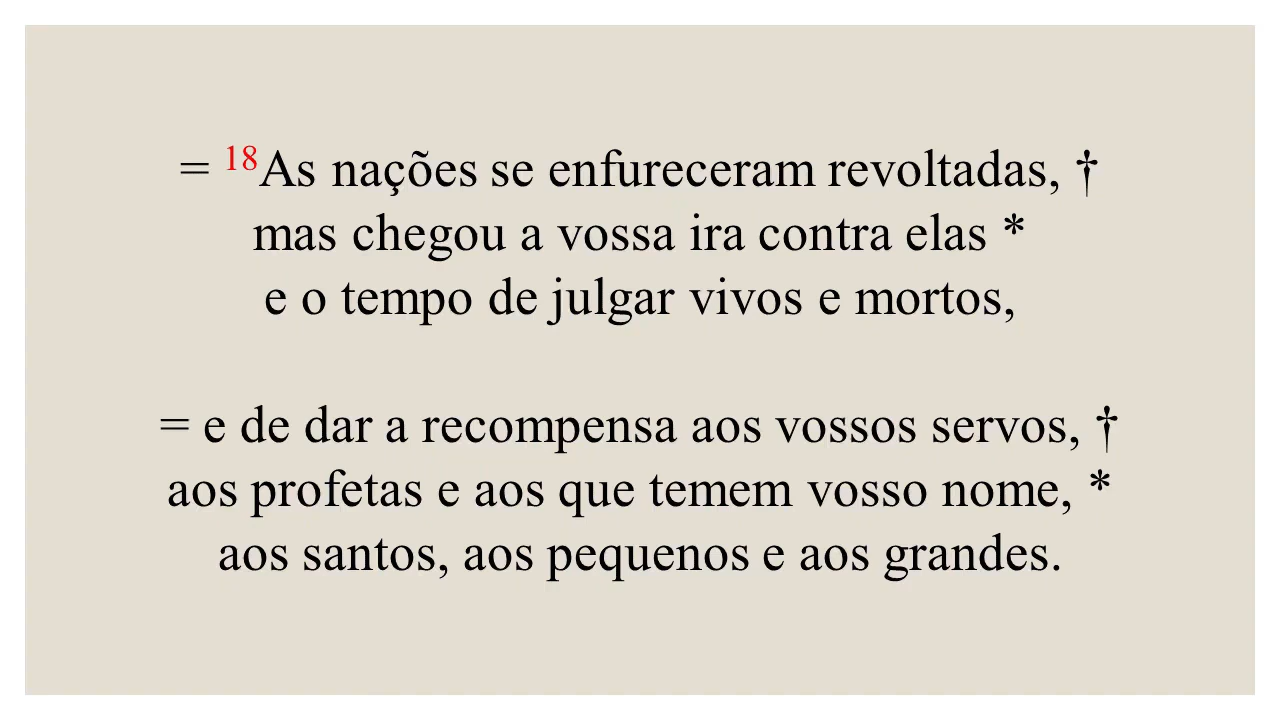 = 18As nações se enfureceram revoltadas, †
mas chegou a vossa ira contra elas *
e o tempo de julgar vivos e mortos,
= e de dar a recompensa aos vossos servos, †
aos profetas e aos que temem vosso nome, *
aos santos, aos pequenos e aos grandes.